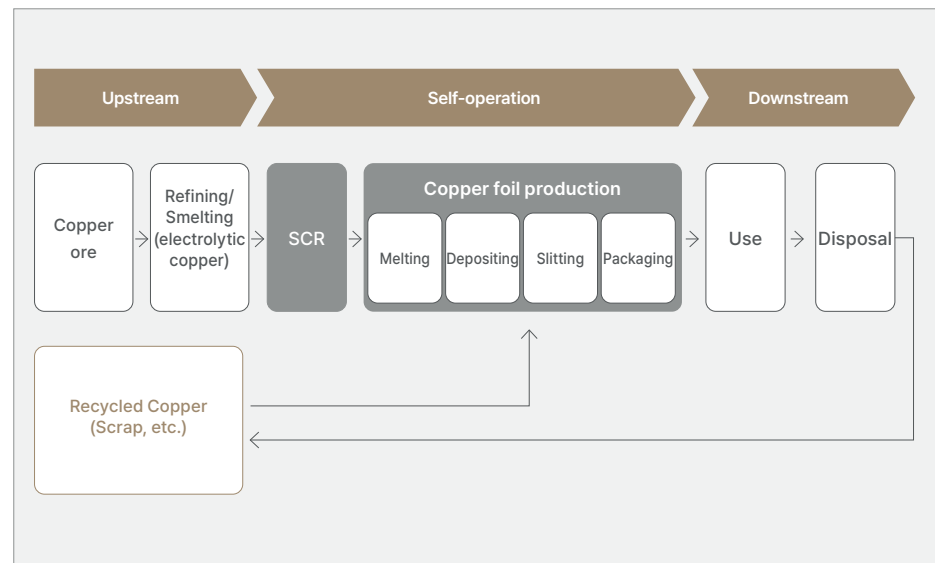 Upstream
Self-operation
Downstream
Copper
ore
Refining/
Smelting
(electrolytic
copper)
SCR
Copper foil production
Melting
Depositing
Slitting
Packaging
Use
Disposal
Recycled Copper
(Scrap, etc.)